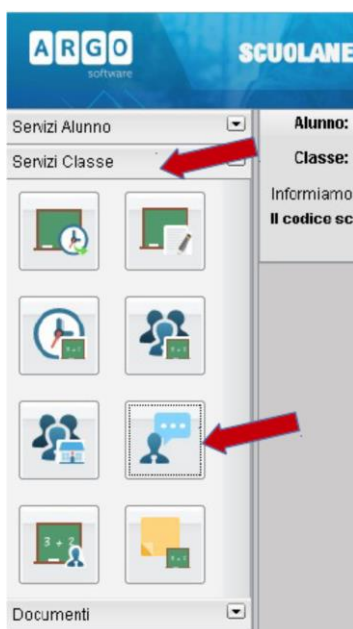 ARGO
software
SCUOLANE
Servizi Alunno
Servizi Classe
Documenti
Alunno:
Classe:
Informiamo
Il codice sc
3 + 2